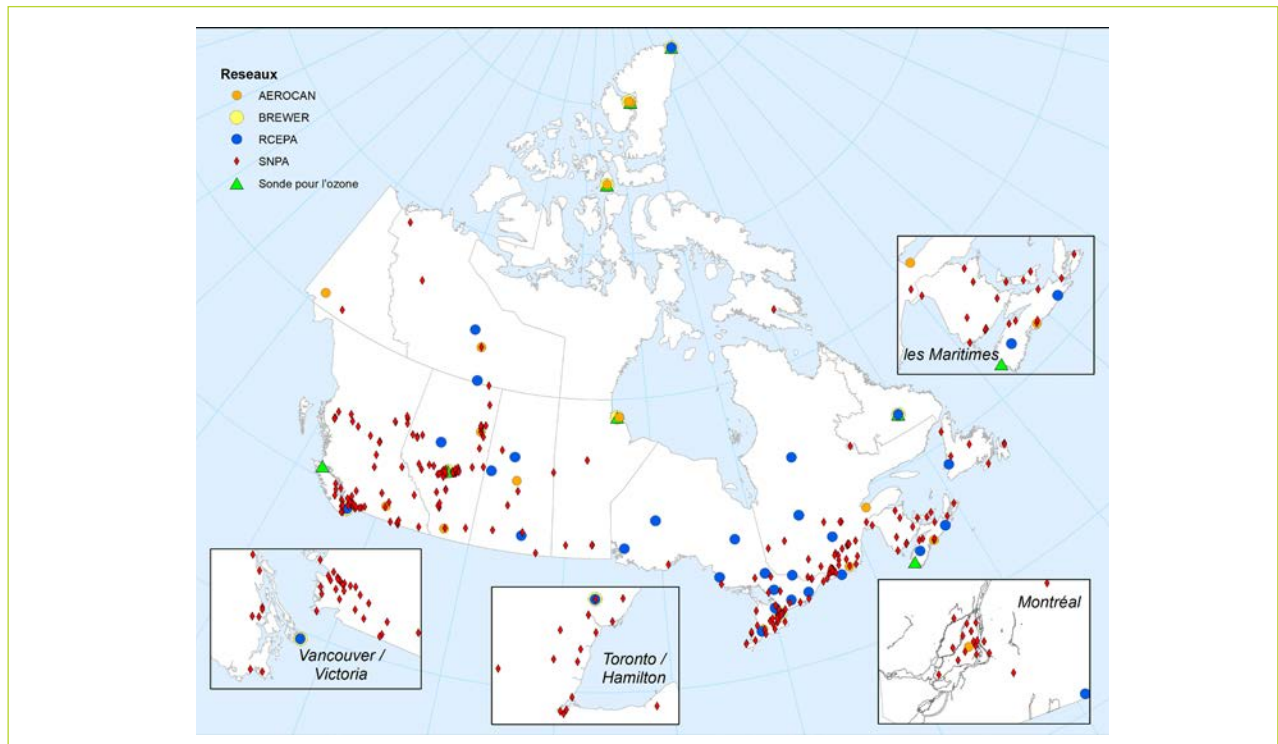 Reseaux
AEROCAN
BREWER
RCEPA
SNPA
Sonde pour l'ozone
les Maritimes
Vancouver /
Victoria
Toronto /
Hamilton
Montréal